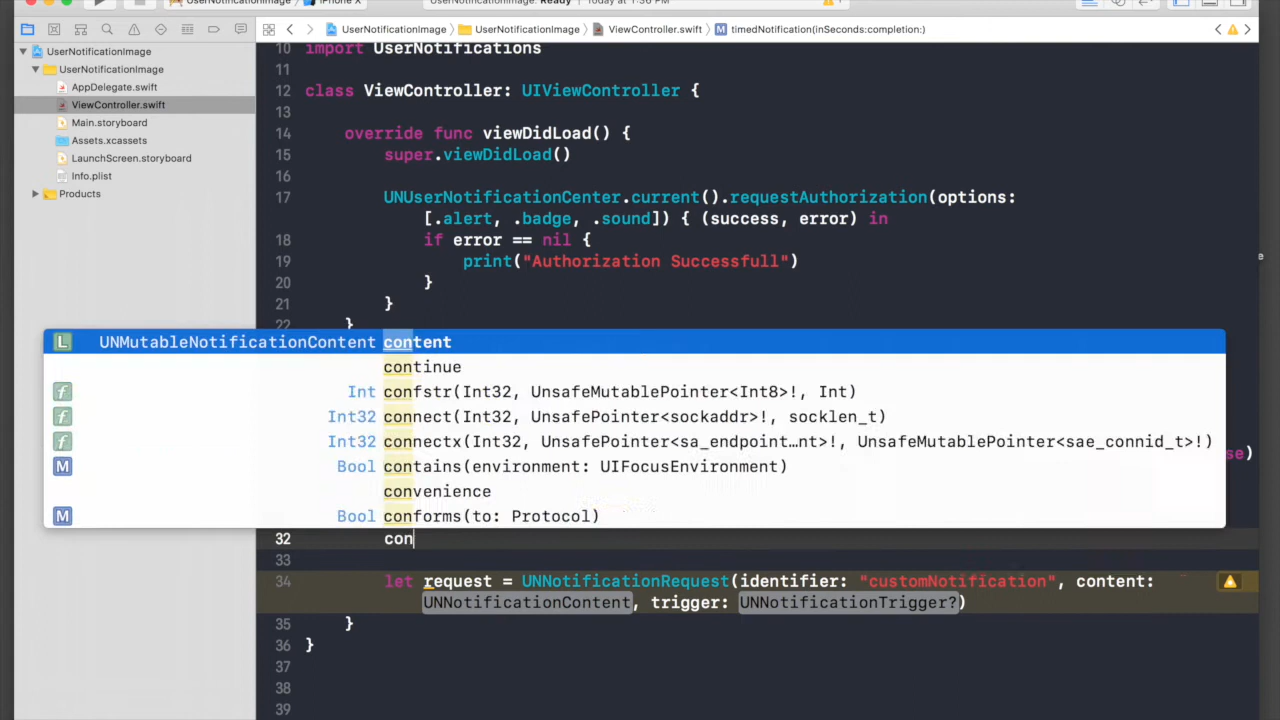 UserNotificationImage
iPhone X
UserNotificationImage: Ready
Today at 1:36 PM
UserNotificationImage
UserNotificationImage
ViewController.swift
timedNotification(inSeconds:completion:)
UserNotificationImage
UserNotificationImage
AppDelegate.swift
ViewController.swift
Main.storyboard
Assets.xcassets
LaunchScreen.storyboard
Info.plist
Products
10 import UserNotifications
11
12 class ViewController: UIViewController {
13
14 override func viewDidLoad() {
15 super.viewDidLoad()
16
17 UNUserNotificationCenter.current().requestAuthorization(options:
[.alert, .badge, .sound]) { (success, error) in
18 if error == nil {
19 print("Authorization Successfull")
20 }
21 }
22 }
L UNMutableNotificationContent content
continue
f Int confstr(Int32, UnsafeMutablePointer<Int8>!, Int)
f Int32 connect(Int32, UnsafePointer<sockaddr>!, socklen_t)
f Int32 connectx(Int32, UnsafePointer<sa_endpoint…nt>!, UnsafeMutablePointer<sae_connid_t>!)
se)
M Bool contains(environment: UIFocusEnvironment)
convenience
M Bool conforms(to: Protocol)
32 con
33
34 let request = UNNotificationRequest(identifier: "customNotification", content:
UNNotificationContent, trigger: UNNotificationTrigger?)
35 }
36 }
37
38
39